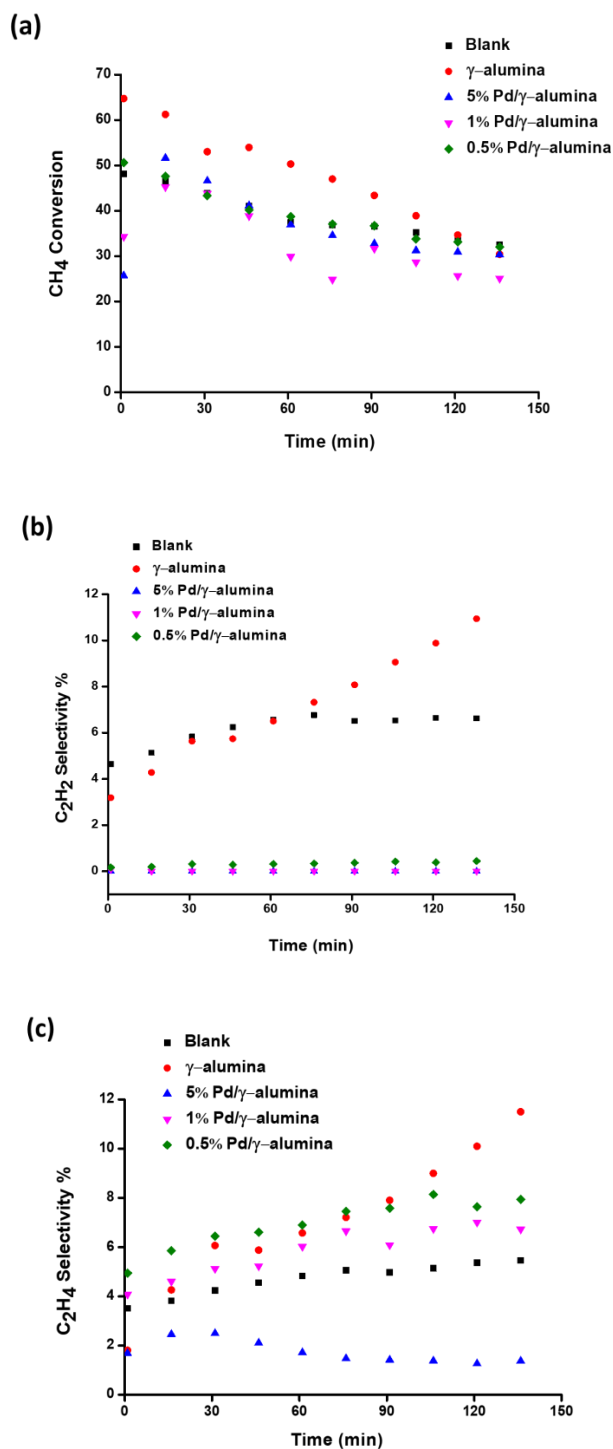 (a)
Blank
γ–alumina
5% Pd/γ–alumina
1% Pd/γ–alumina
0.5% Pd/γ–alumina
70
60
50
40
30
20
10
0
CH4 Conversion
0 30 60 90 120 150
Time (min)
(b)
Blank
γ–alumina
5% Pd/γ–alumina
1% Pd/γ–alumina
0.5% Pd/γ–alumina
12
10
8
6
4
2
0
C2H2 Selectivity %
0 30 60 90 120 150
Time (min)
(c)
Blank
γ–alumina
5% Pd/γ–alumina
1% Pd/γ–alumina
0.5% Pd/γ–alumina
12
10
8
6
4
2
0
C2H4 Selectivity %
0 30 60 90 120 150
Time (min)